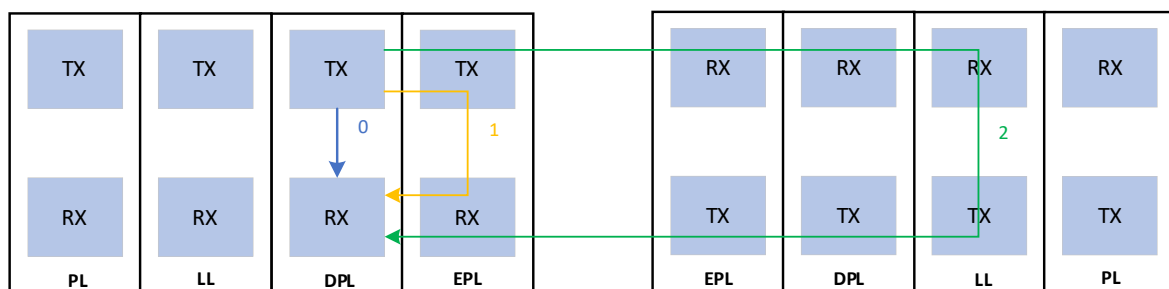 TX TX TX TX RX RX RX RX
0 1 2
RX RX RX RX TX TX TX TX
PL LL DPL EPL EPL DPL LL PL